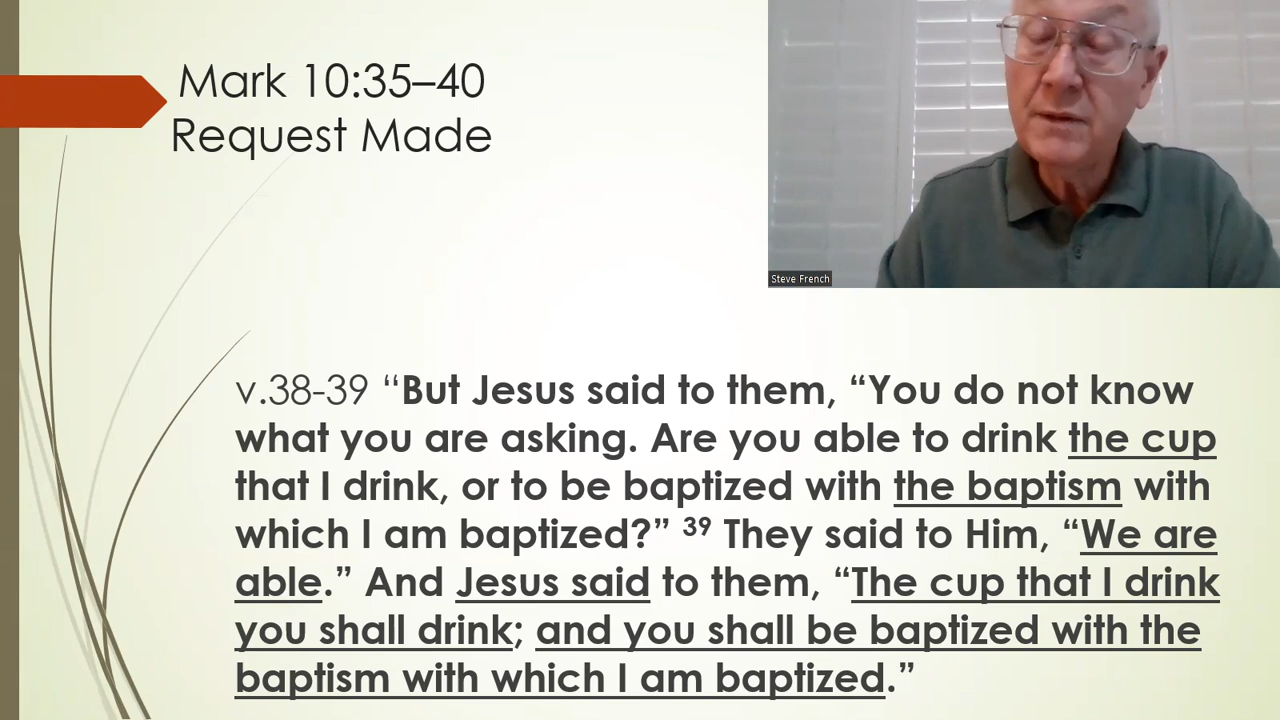 Mark 10:35–40
Request Made
Steve French
v.38-39 “But Jesus said to them, “You do not know
what you are asking. Are you able to drink the cup
that I drink, or to be baptized with the baptism with
which I am baptized?” ³⁹ They said to Him, “We are
able.” And Jesus said to them, “The cup that I drink
you shall drink; and you shall be baptized with the
baptism with which I am baptized.”